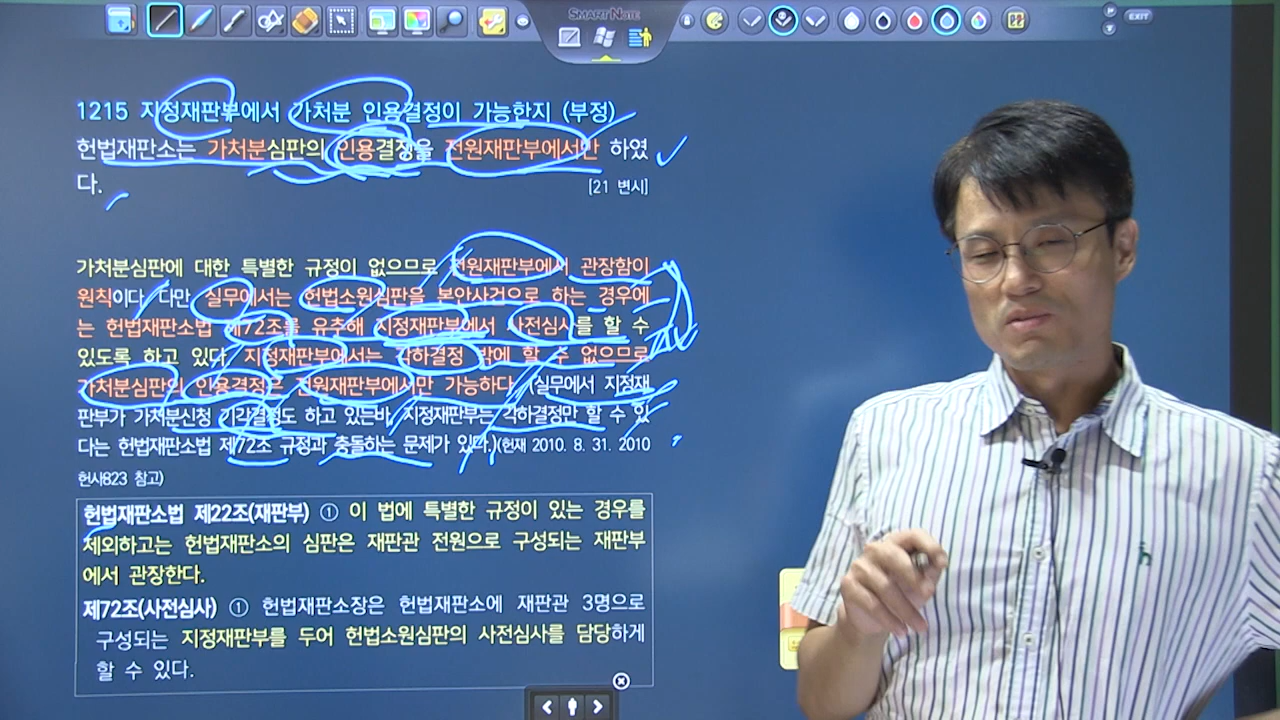 SMART NOTE
EXIT
1215 지정재판부에서 가처분 인용결정이 가능한지 (부정)
헌법재판소는 가처분심판의 인용결정을 전원재판부에서만 하였
다. [21 변시]
가처분심판에 대한 특별한 규정이 없으므로 전원재판부에서 관장함이
원칙이다. 다만 실무에서는 헌법소원심판을 본안사건으로 하는 경우에
는 헌법재판소법 제72조를 유추해 지정재판부에서 사전심사를 할 수
있도록 하고 있다. 지정재판부에서는 각하결정 밖에 할 수 없으므로
가처분심판의 인용결정은 전원재판부에서만 가능하다. (실무에서 지정재
판부가 가처분신청 기각결정도 하고 있는바, 지정재판부는 각하결정만 할 수 있
다는 헌법재판소법 제72조 규정과 충돌하는 문제가 있다.)(헌재 2010. 8. 31. 2010
헌사823 참고)
헌법재판소법 제22조(재판부) ① 이 법에 특별한 규정이 있는 경우를
제외하고는 헌법재판소의 심판은 재판관 전원으로 구성되는 재판부
에서 관장한다.
제72조(사전심사) ① 헌법재판소장은 헌법재판소에 재판관 3명으로
구성되는 지정재판부를 두어 헌법소원심판의 사전심사를 담당하게
할 수 있다.